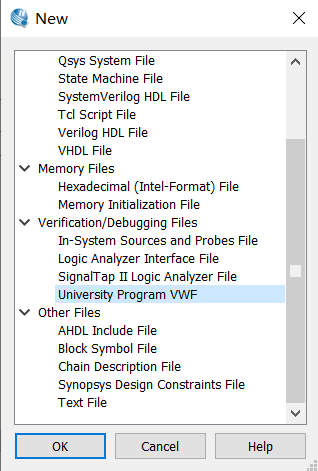 New
Qsys System File
State Machine File
SystemVerilog HDL File
Tcl Script File
Verilog HDL File
VHDL File
Memory Files
Hexadecimal (Intel-Format) File
Memory Initialization File
Verification/Debugging Files
In-System Sources and Probes File
Logic Analyzer Interface File
SignalTap II Logic Analyzer File
University Program VWF
Other Files
AHDL Include File
Block Symbol File
Chain Description File
Synopsys Design Constraints File
Text File
OK Cancel Help